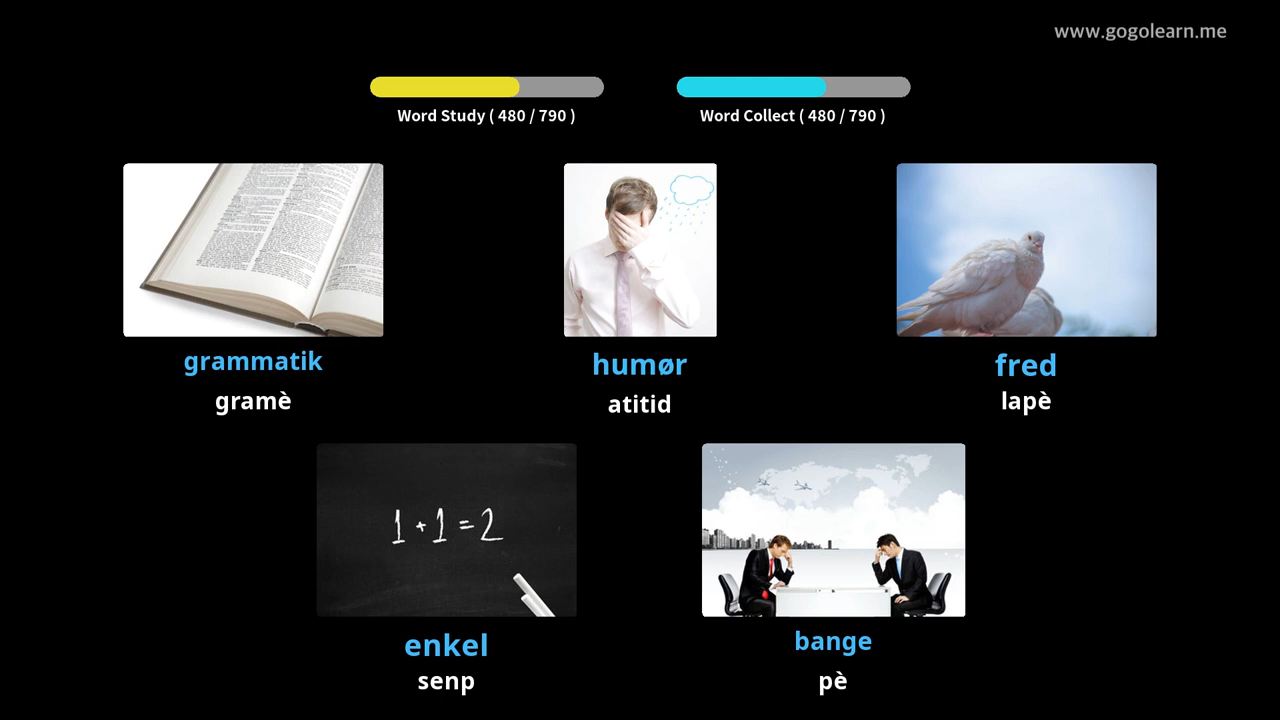 www.gogolearn.me
Word Study ( 480 / 790 )
Word Collect ( 480 / 790 )
grammatik
gramè
humør
atitid
fred
lapè
1 + 1 = 2
enkel
senp
bange
pè